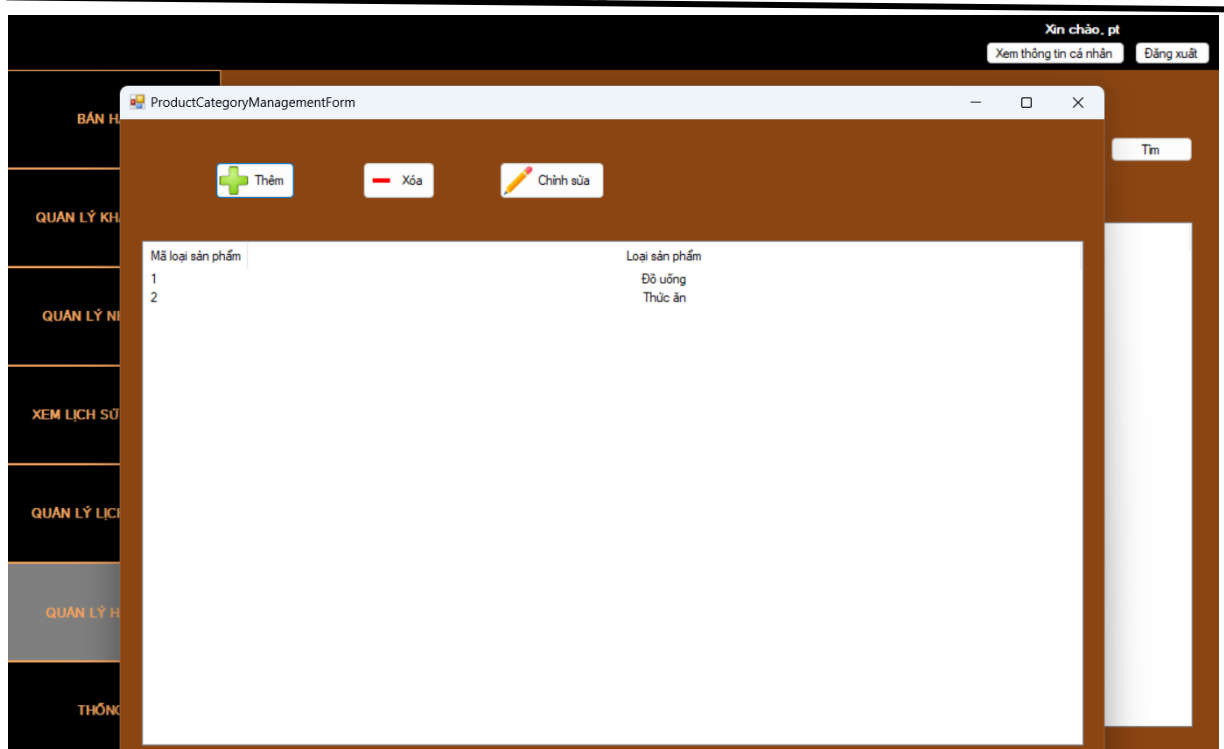 Xin chào, pt
Xem thông tin cá nhân Đăng xuất
ProductCategoryManagementForm
BÁN H
Tìm
Thêm Xóa Chỉnh sửa
QUẢN LÝ KH
Mã loại sản phẩm Loại sản phẩm
1 Đồ uống
2 Thức ăn
QUẢN LÝ
XEM LỊCH SỬ
QUẢN LÝ LỊCH
QUẢN LÝ H
THỐNG